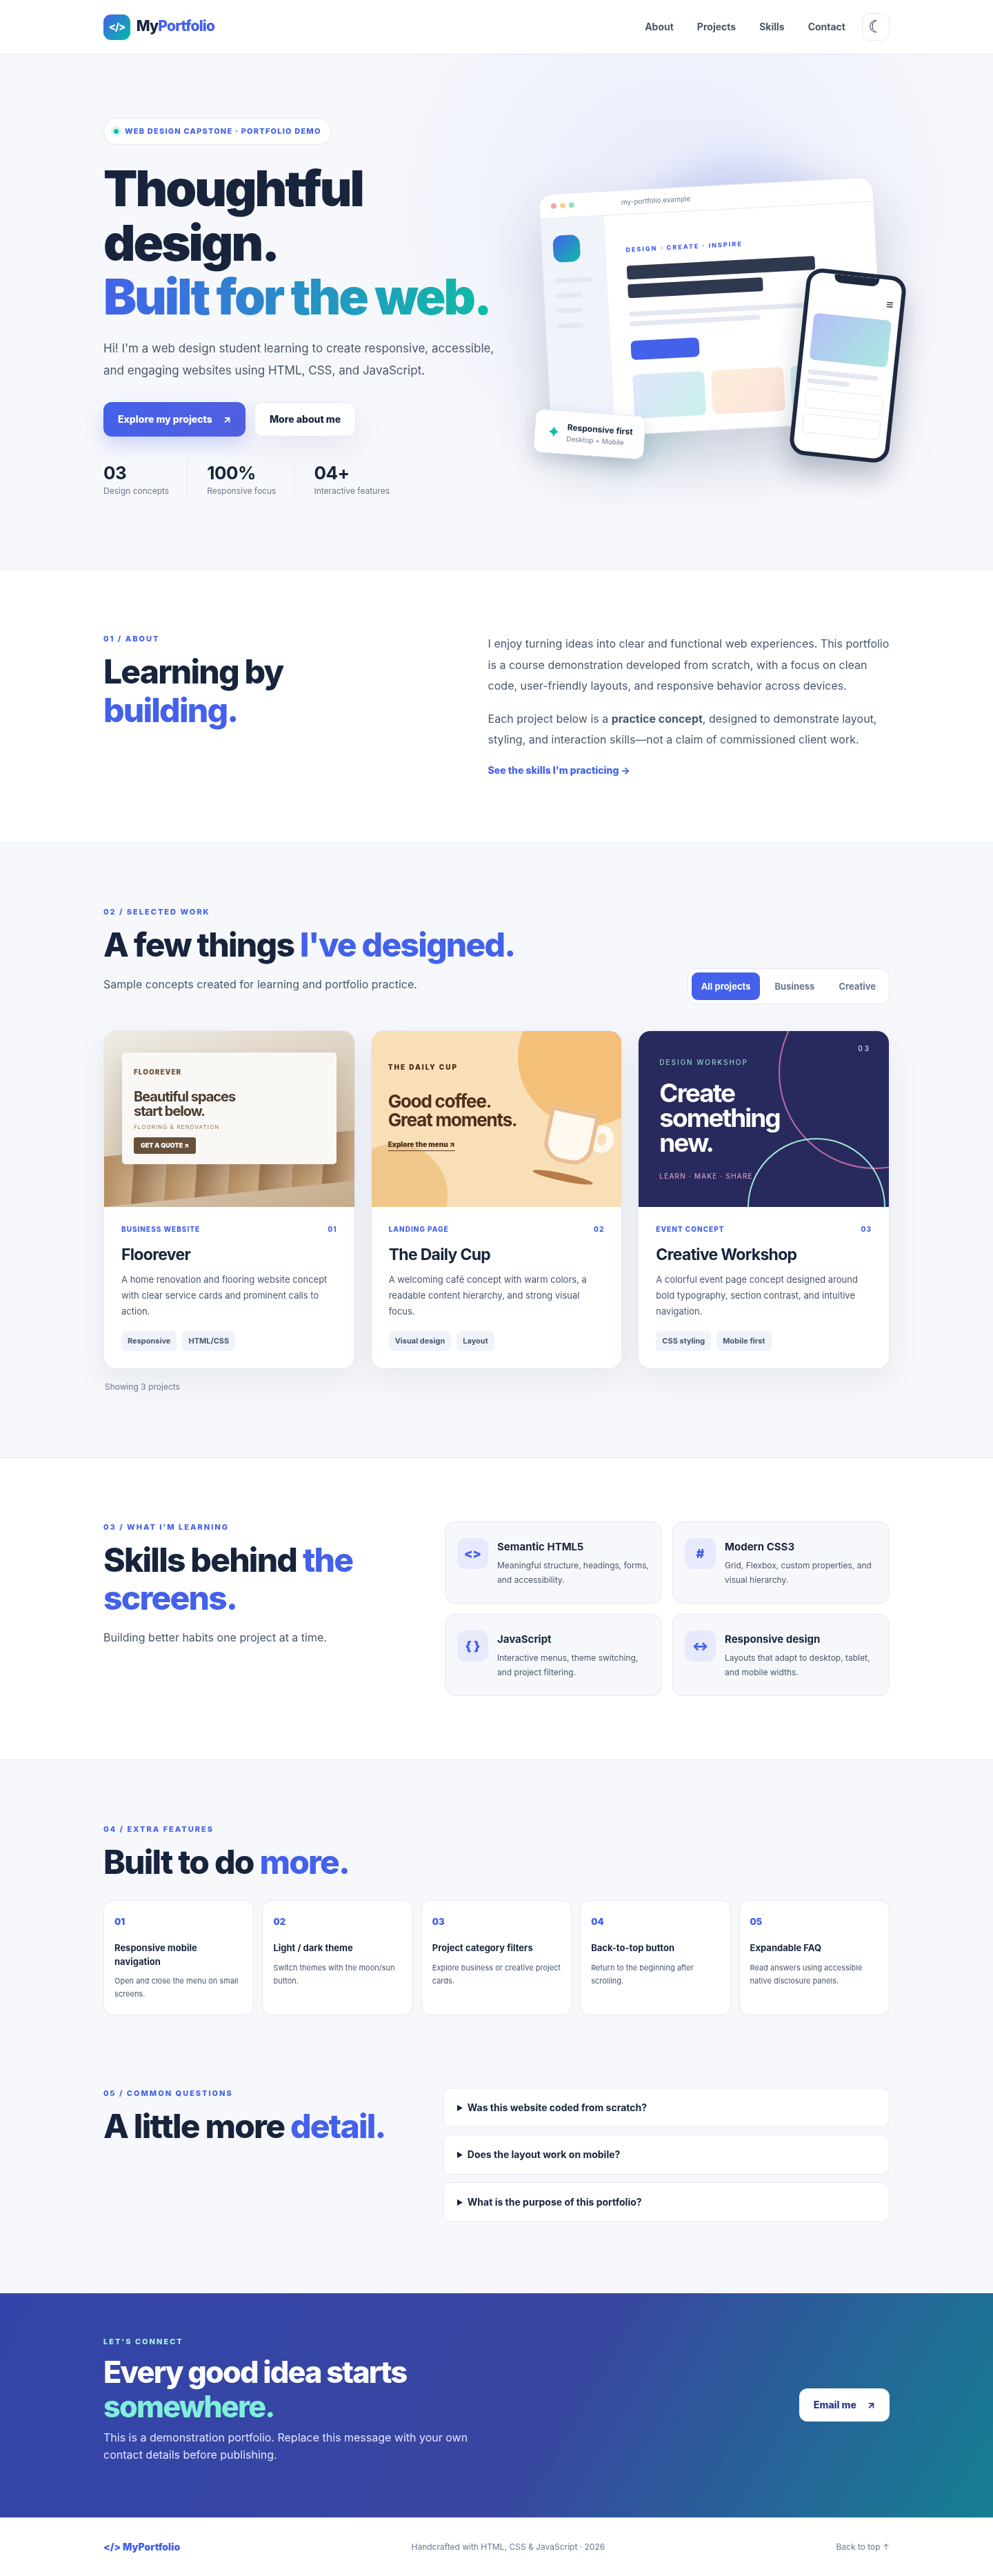 </> MyPortfolio
About Projects Skills Contact
WEB DESIGN CAPSTONE · PORTFOLIO DEMO
Thoughtful
design.
Built for the web.
Hi! I'm a web design student learning to create responsive, accessible,
and engaging websites using HTML, CSS, and JavaScript.
Explore my projects ↗
More about me
03
Design concepts
100%
Responsive focus
04+
Interactive features
my-portfolio.example
DESIGN · CREATE · INSPIRE
Responsive first
Desktop + Mobile
01 / ABOUT
Learning by
building.
I enjoy turning ideas into clear and functional web experiences. This portfolio
is a course demonstration developed from scratch, with a focus on clean
code, user-friendly layouts, and responsive behavior across devices.
Each project below is a practice concept, designed to demonstrate layout,
styling, and interaction skills—not a claim of commissioned client work.
See the skills I'm practicing →
02 / SELECTED WORK
A few things I've designed.
Sample concepts created for learning and portfolio practice.
All projects Business Creative
FLOOREVER
Beautiful spaces
start below.
FLOORING & RENOVATION
GET A QUOTE ↗
BUSINESS WEBSITE 01
Floorever
A home renovation and flooring website concept
with clear service cards and prominent calls to
action.
Responsive HTML/CSS
THE DAILY CUP
Good coffee.
Great moments.
Explore the menu ↗
LANDING PAGE 02
The Daily Cup
A welcoming café concept with warm colors, a
readable content hierarchy, and strong visual
focus.
Visual design Layout
03
DESIGN WORKSHOP
Create
something
new.
LEARN · MAKE · SHARE
EVENT CONCEPT 03
Creative Workshop
A colorful event page concept designed around
bold typography, section contrast, and intuitive
navigation.
CSS styling Mobile first
Showing 3 projects
03 / WHAT I'M LEARNING
Skills behind the
screens.
Building better habits one project at a time.
<>
Semantic HTML5
Meaningful structure, headings, forms,
and accessibility.
#
Modern CSS3
Grid, Flexbox, custom properties, and
visual hierarchy.
{ }
JavaScript
Interactive menus, theme switching,
and project filtering.
↔
Responsive design
Layouts that adapt to desktop, tablet,
and mobile widths.
04 / EXTRA FEATURES
Built to do more.
01
Responsive mobile
navigation
Open and close the menu on small
screens.
02
Light / dark theme
Switch themes with the moon/sun
button.
03
Project category filters
Explore business or creative project
cards.
04
Back-to-top button
Return to the beginning after
scrolling.
05
Expandable FAQ
Read answers using accessible
native disclosure panels.
05 / COMMON QUESTIONS
A little more detail.
Was this website coded from scratch?
Does the layout work on mobile?
What is the purpose of this portfolio?
LET'S CONNECT
Every good idea starts
somewhere.
This is a demonstration portfolio. Replace this message with your own
contact details before publishing.
Email me ↗
</> MyPortfolio
Handcrafted with HTML, CSS & JavaScript · 2026
Back to top ↑